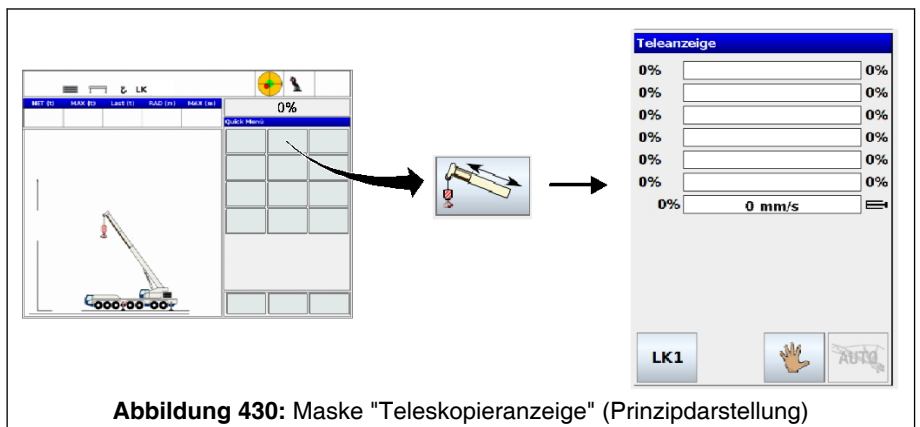 LK
NET (t) MAX (t) Last (t) RAD (m) MAX (m)
0%
Quick Menü
Teleanzeige
0% 0%
0% 0%
0% 0%
0% 0%
0% 0%
0% 0%
0% 0 mm/s
LK1
AUTO
Abbildung 430: Maske "Teleskopieranzeige" (Prinzipdarstellung)